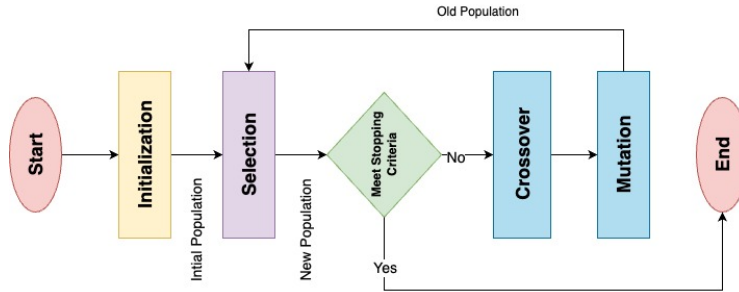 Old Population
Start
Initialization
Intial Population
Selection
New Population
Meet Stopping
Criteria
No
Yes
Crossover
Mutation
End